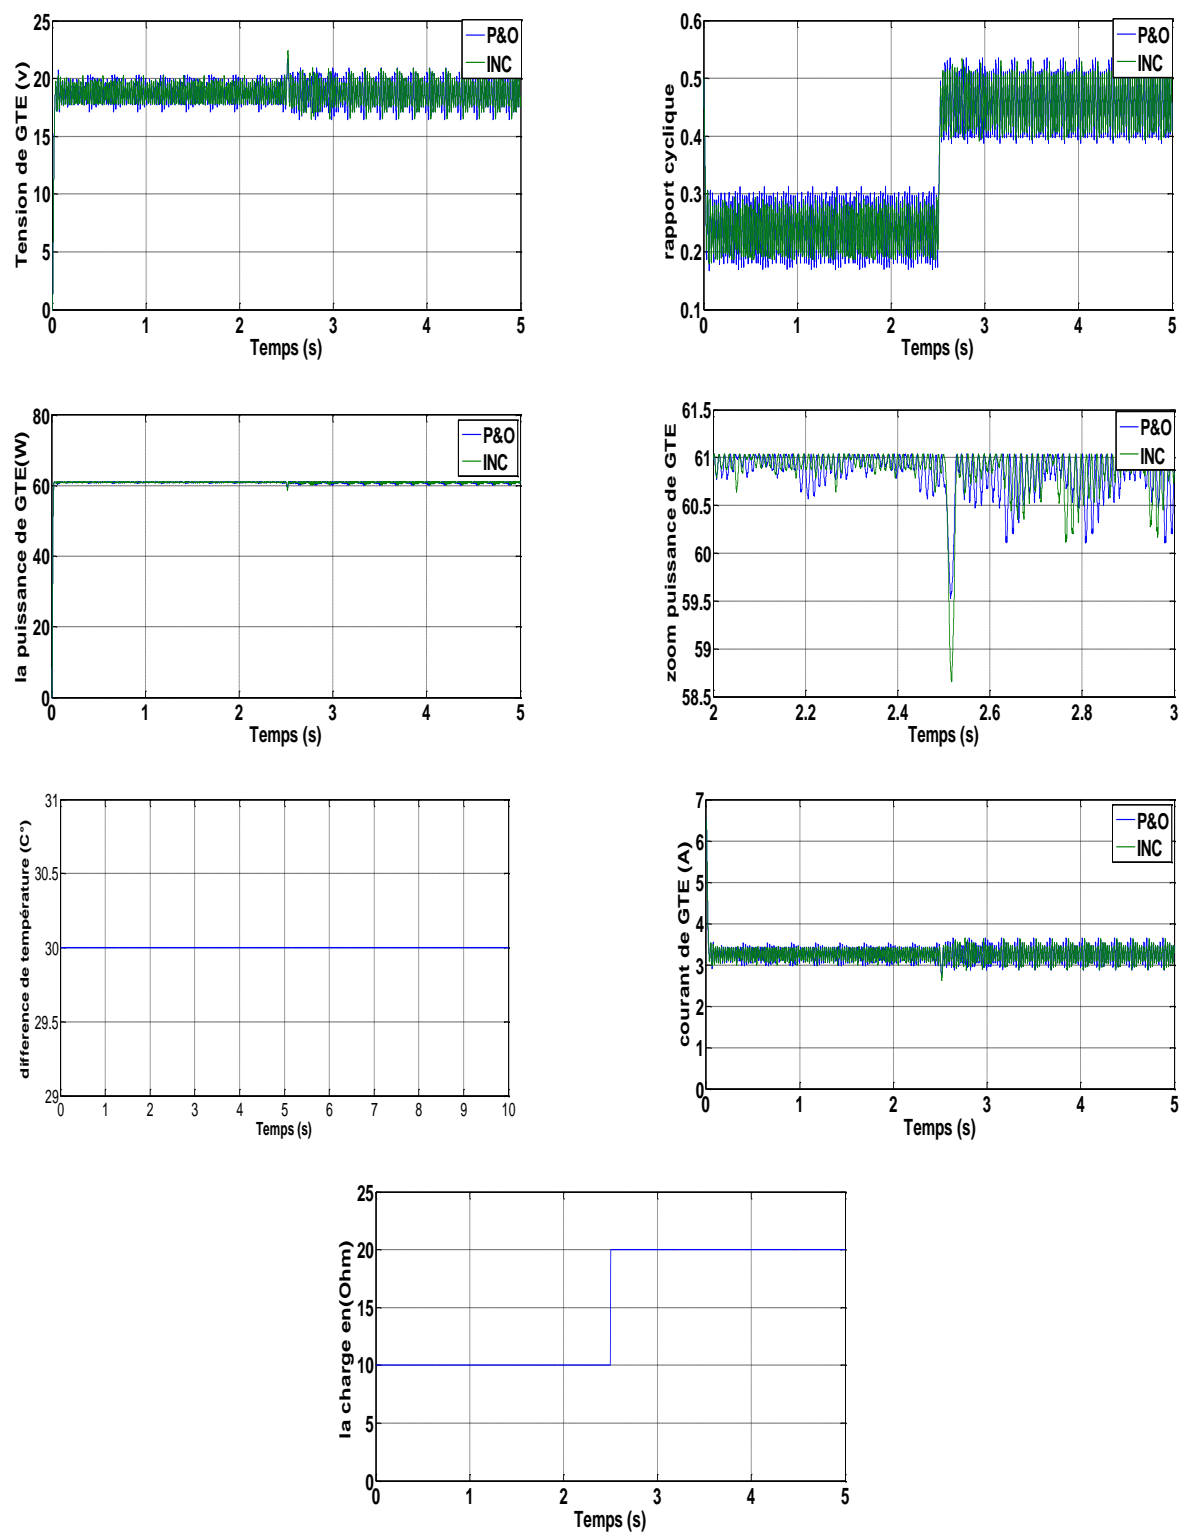 25
20
15
10
5
0
0 1 2 3 4 5
Tension de GTE (v)
Temps (s)
P&O
INC
0.6
0.5
0.4
0.3
0.2
0.1
0 1 2 3 4 5
rapport cyclique
Temps (s)
P&O
INC
80
60
40
20
0
0 1 2 3 4 5
la puissance de GTE(W)
Temps (s)
P&O
INC
61.5
61
60.5
60
59.5
59
58.5
2 2.2 2.4 2.6 2.8 3
zoom puissance de GTE
Temps (s)
P&O
INC
31
30.5
30
29.5
29
0 1 2 3 4 5 6 7 8 9 10
difference de température (C°)
Temps (s)
7
6
5
4
3
2
1
0
0 1 2 3 4 5
courant de GTE (A)
Temps (s)
P&O
INC
25
20
15
10
5
0
0 1 2 3 4 5
la charge en(Ohm)
Temps (s)